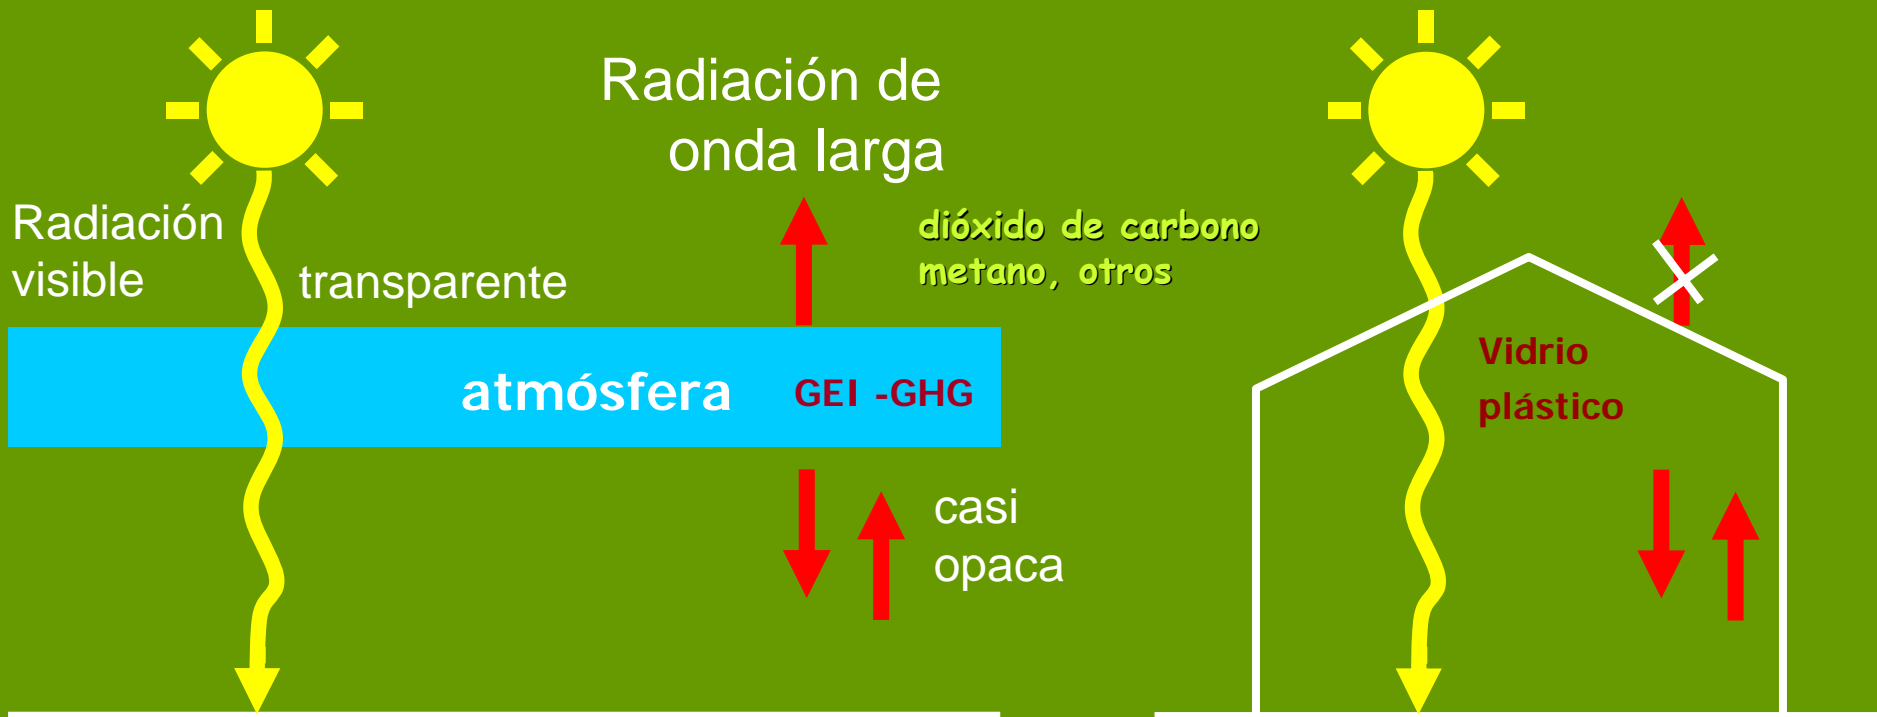 Radiación de
onda larga
Radiación
visible
transparente
dióxido de carbono
metano, otros
atmósfera
GEI -GHG
casi
opaca
Vidrio
plástico